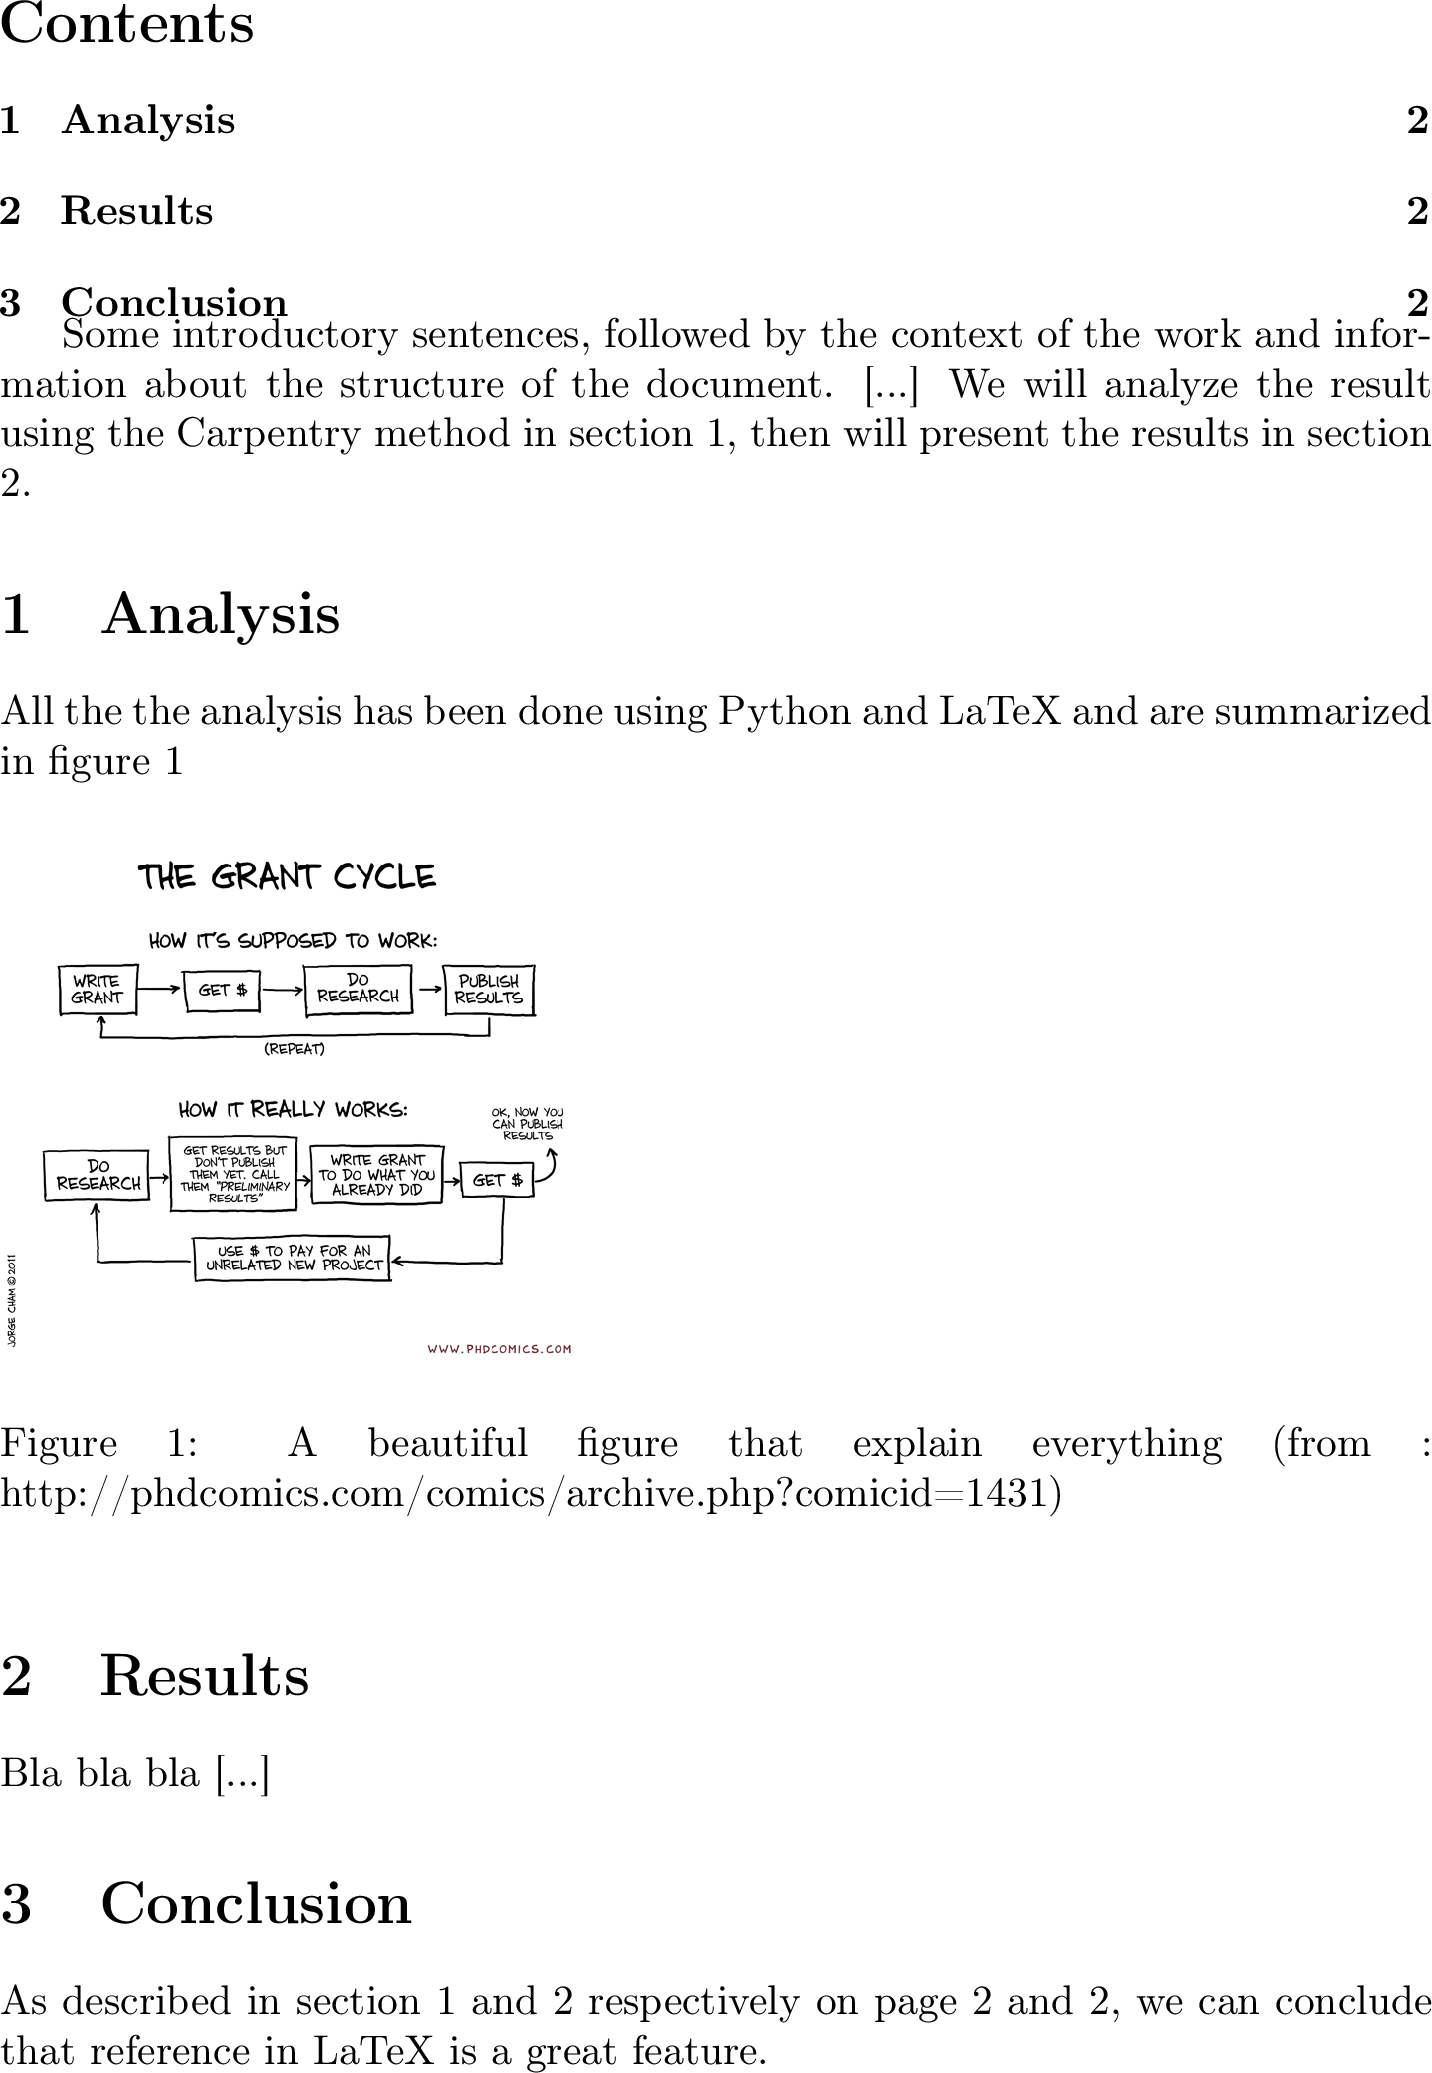 Contents
1 Analysis 2
2 Results 2
3 Conclusion 2
Some introductory sentences, followed by the context of the work and infor-
mation about the structure of the document. [...] We will analyze the result
using the Carpentry method in section 1, then will present the results in section
2.
1 Analysis
All the the analysis has been done using Python and LaTeX and are summarized
in figure 1
THE GRANT CYCLE
HOW IT'S SUPPOSED TO WORK:
WRITE
GRANT
GET $
DO
RESEARCH
PUBLISH
RESULTS
(REPEAT)
HOW IT REALLY WORKS:
OK, NOW YOU
CAN PUBLISH
RESULTS
DO
RESEARCH
GET RESULTS BUT
DON'T PUBLISH
THEM YET. CALL
THEM "PRELIMINARY
RESULTS"
WRITE GRANT
TO DO WHAT YOU
ALREADY DID
GET $
USE $ TO PAY FOR AN
UNRELATED NEW PROJECT
JORGE CHAM © 2011
WWW.PHDCOMICS.COM
Figure 1: A beautiful figure that explain everything (from :
http://phdcomics.com/comics/archive.php?comicid=1431)
2 Results
Bla bla bla [...]
3 Conclusion
As described in section 1 and 2 respectively on page 2 and 2, we can conclude
that reference in LaTeX is a great feature.